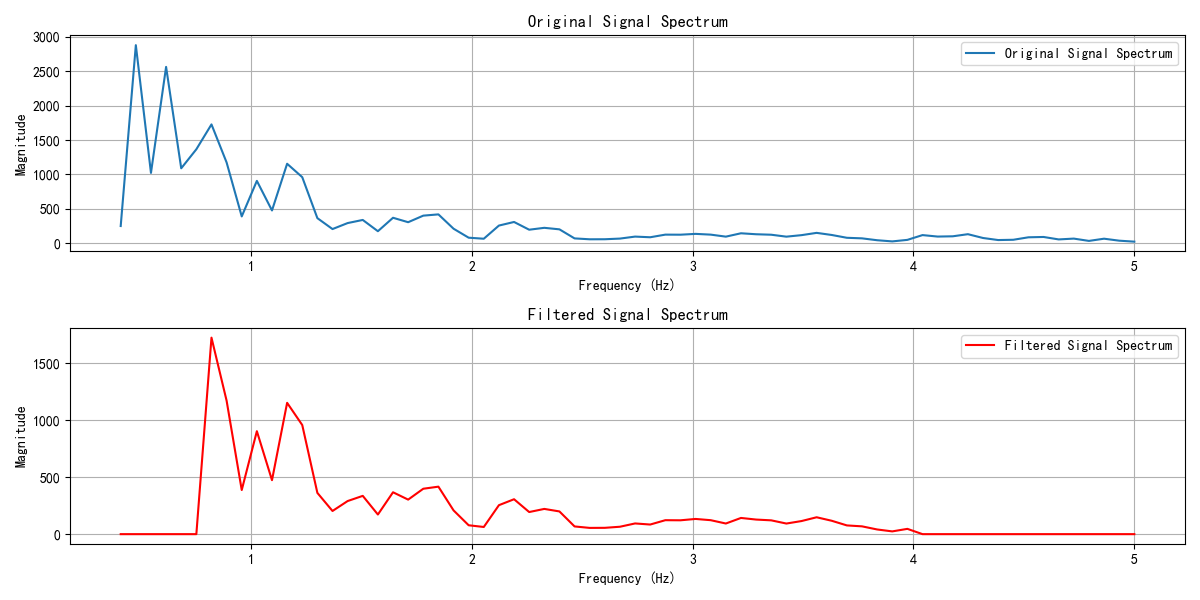 Original Signal Spectrum
3000
2500
2000
1500
1000
500
0
Magnitude
Original Signal Spectrum
1 2 3 4 5
Frequency (Hz)
Filtered Signal Spectrum
1500
1000
500
0
Magnitude
Filtered Signal Spectrum
1 2 3 4 5
Frequency (Hz)